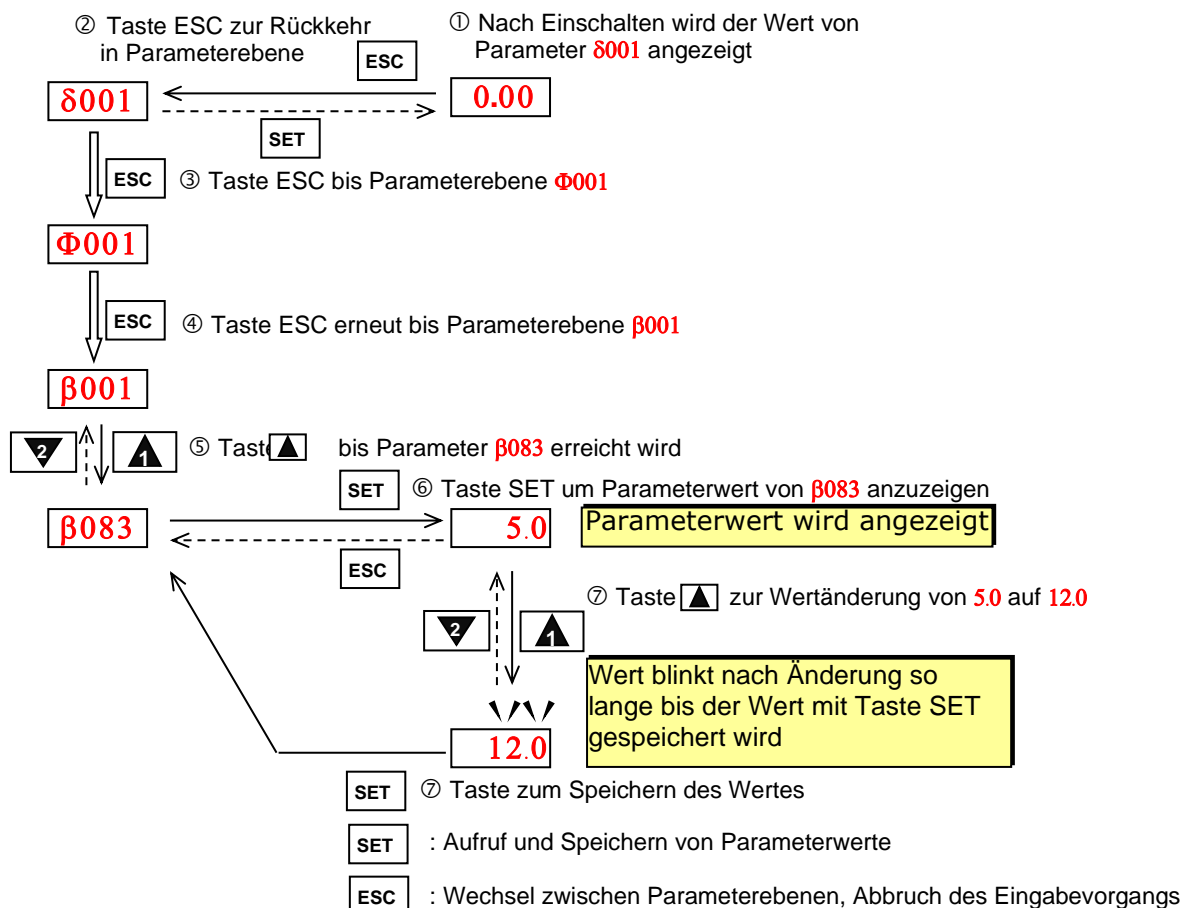 ② Taste ESC zur Rückkehr
in Parameterebene
① Nach Einschalten wird der Wert von
Parameter δ001 angezeigt
ESC
δ001
0.00
SET
ESC
③ Taste ESC bis Parameterebene Φ001
Φ001
ESC
④ Taste ESC erneut bis Parameterebene β001
β001
2
1
⑤ Taste ▲ bis Parameter β083 erreicht wird
SET
⑥ Taste SET um Parameterwert von β083 anzuzeigen
β083
5.0
Parameterwert wird angezeigt
ESC
⑦ Taste ▲ zur Wertänderung von 5.0 auf 12.0
2
1
Wert blinkt nach Änderung so
lange bis der Wert mit Taste SET
gespeichert wird
12.0
SET
⑦ Taste zum Speichern des Wertes
SET
: Aufruf und Speichern von Parameterwerte
ESC
: Wechsel zwischen Parameterebenen, Abbruch des Eingabevorgangs